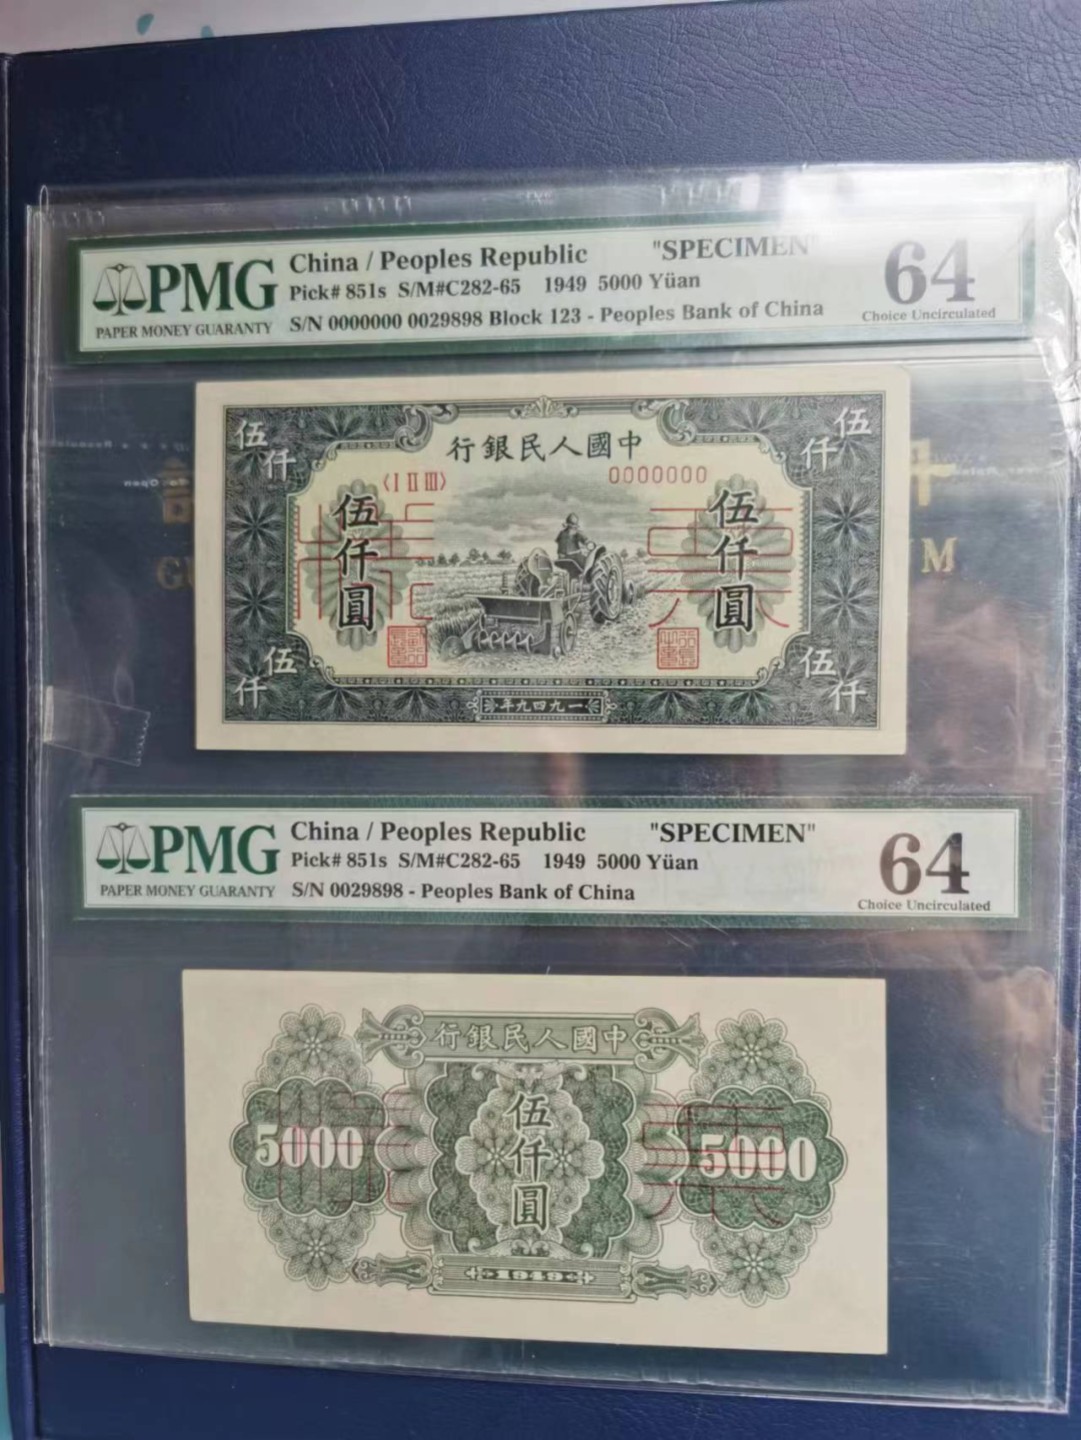 PMG
PAPER MONEY GUARANTY
China / Peoples Republic "SPECIMEN"
Pick# 851s S/M#C282-65 1949 5000 Yüan
S/N 0000000 0029898 Block 123 - Peoples Bank of China
64
Choice Uncirculated
伍仟
伍仟
行銀民人國中
〈I II III〉
0000000
伍仟圓
伍仟圓
票樣
伍仟
伍仟
年九四九一
G
M
PMG
PAPER MONEY GUARANTY
China / Peoples Republic "SPECIMEN"
Pick# 851s S/M#C282-65 1949 5000 Yüan
S/N 0029898 - Peoples Bank of China
64
Choice Uncirculated
行銀民人國中
5000
伍仟圓
5000
票樣
1949